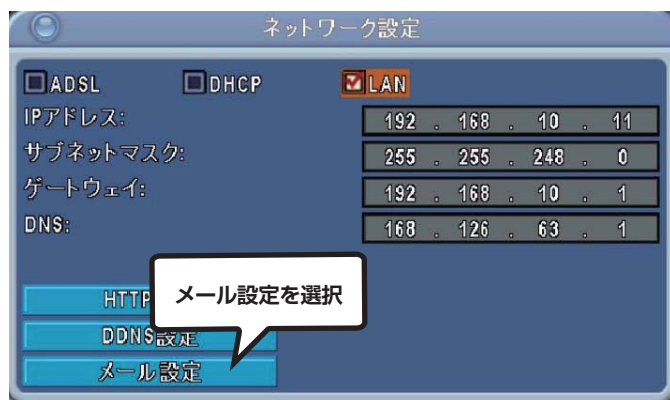 ネットワーク設定
ADSL DHCP LAN
IPアドレス: 192 . 168 . 10 . 11
サブネットマスク: 255 . 255 . 248 . 0
ゲートウェイ: 192 . 168 . 10 . 1
DNS: 168 . 126 . 63 . 1
HTTP
メール設定を選択
DDNS設定
メール設定